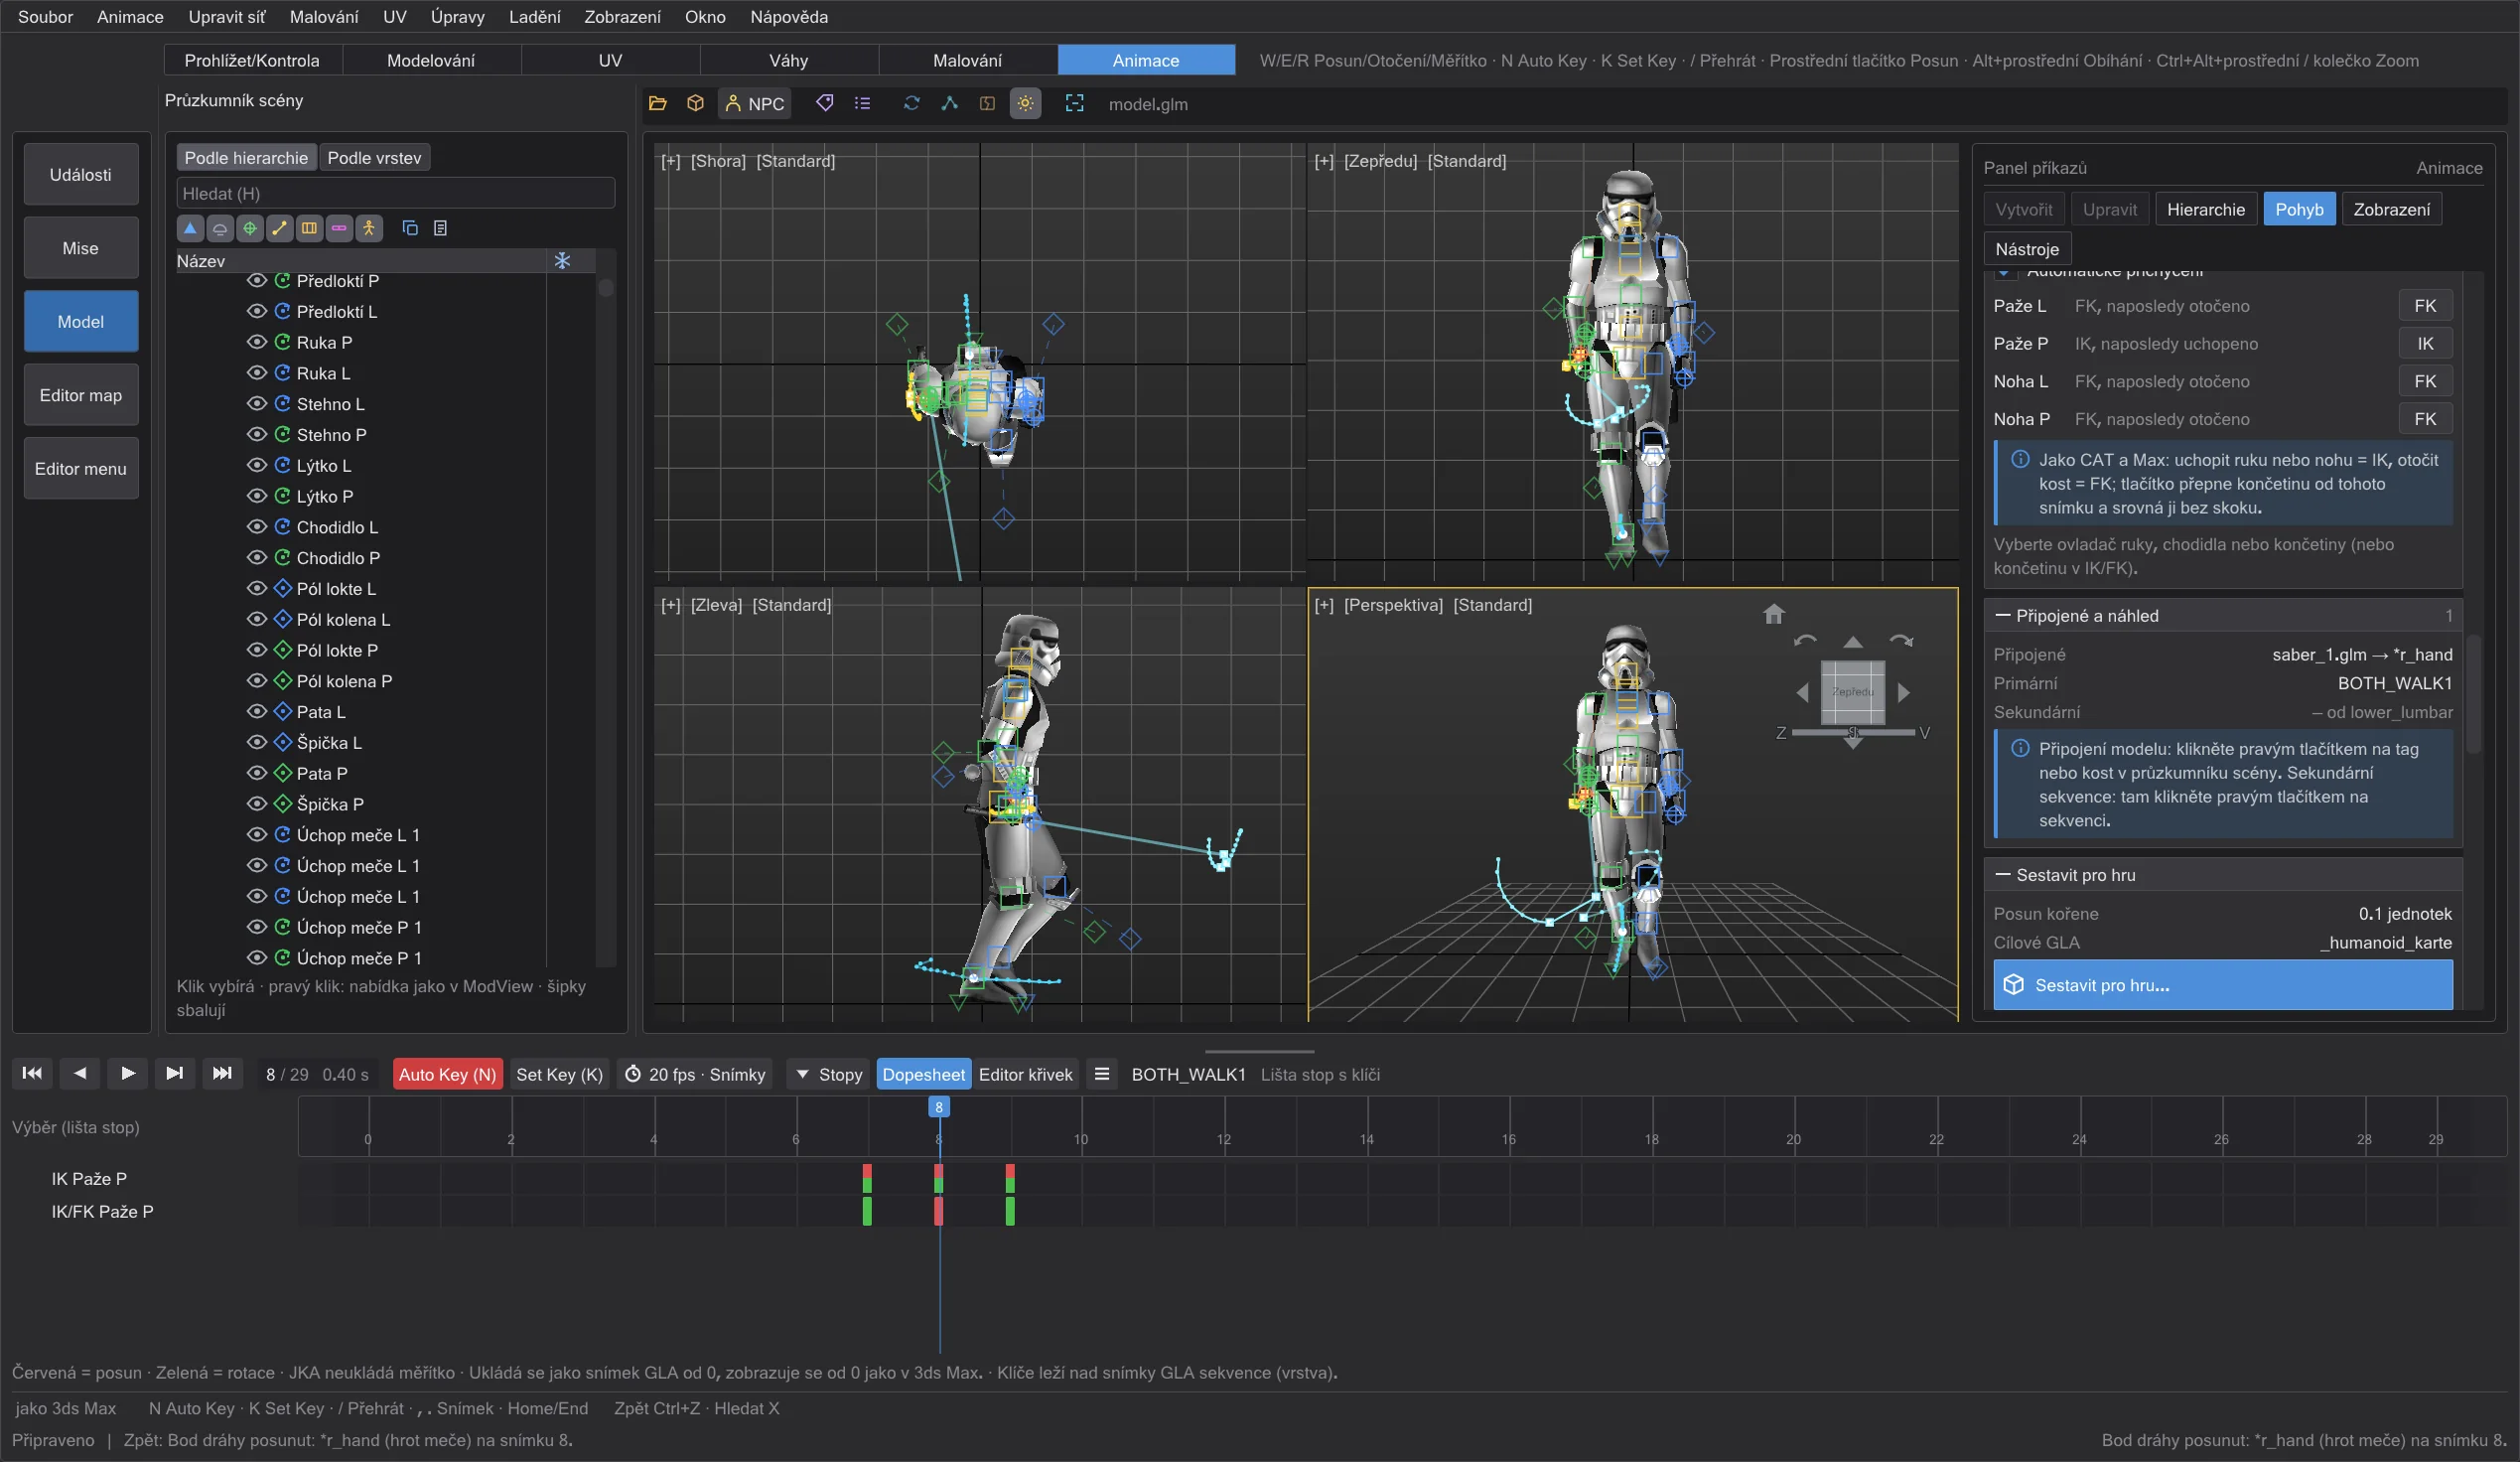 Soubor Animace Upravit síť Malování UV Úpravy Ladění Zobrazení Okno Nápověda
Prohlížet/Kontrola Modelování UV Váhy Malování Animace W/E/R Posun/Otočení/Měřítko · N Auto Key · K Set Key · / Přehrát · Prostřední tlačítko Posun · Alt+prostřední Obíhání · Ctrl+Alt+prostřední / kolečko Zoom
Průzkumník scény
NPC model.glm
Události
Mise
Model
Editor map
Editor menu
Podle hierarchie Podle vrstev
Hledat (H)
Název
Předloktí P
Předloktí L
Ruka P
Ruka L
Stehno L
Stehno P
Lýtko L
Lýtko P
Chodidlo L
Chodidlo P
Pól lokte L
Pól kolena L
Pól lokte P
Pól kolena P
Pata L
Špička L
Pata P
Špička P
Úchop meče L 1
Úchop meče L 1
Úchop meče L 1
Úchop meče P 1
Úchop meče P 1
Klik vybírá · pravý klik: nabídka jako v ModView · šipky
sbalují
[+] [Shora] [Standard]
[+] [Zepředu] [Standard]
[+] [Zleva] [Standard]
[+] [Perspektiva] [Standard]
Zepředu
Z V
Panel příkazů Animace
Vytvořit Upravit Hierarchie Pohyb Zobrazení
Nástroje
Automatické přichycení
Paže L FK, naposledy otočeno FK
Paže P IK, naposledy uchopeno IK
Noha L FK, naposledy otočeno FK
Noha P FK, naposledy otočeno FK
Jako CAT a Max: uchopit ruku nebo nohu = IK, otočit
kost = FK; tlačítko přepne končetinu od tohoto
snímku a srovná ji bez skoku.
Vyberte ovladač ruky, chodidla nebo končetiny (nebo
končetinu v IK/FK).
Připojené a náhled 1
Připojené saber_1.glm → *r_hand
Primární BOTH_WALK1
Sekundární – od lower_lumbar
Připojení modelu: klikněte pravým tlačítkem na tag
nebo kost v průzkumníku scény. Sekundární
sekvence: tam klikněte pravým tlačítkem na
sekvenci.
Sestavit pro hru
Posun kořene 0.1 jednotek
Cílové GLA _humanoid_karte
Sestavit pro hru...
8 / 29 0.40 s Auto Key (N) Set Key (K) 20 fps · Snímky Stopy Dopesheet Editor křivek BOTH_WALK1 Lišta stop s klíči
8
Výběr (lišta stop)
0 2 4 6 8 10 12 14 16 18 20 22 24 26 28 29
IK Paže P
IK/FK Paže P
Červená = posun · Zelená = rotace · JKA neukládá měřítko · Ukládá se jako snímek GLA od 0, zobrazuje se od 0 jako v 3ds Max. · Klíče leží nad snímky GLA sekvence (vrstva).
jako 3ds Max N Auto Key · K Set Key · / Přehrát · , . Snímek · Home/End Zpět Ctrl+Z · Hledat X
Připraveno | Zpět: Bod dráhy posunut: *r_hand (hrot meče) na snímku 8.
Bod dráhy posunut: *r_hand (hrot meče) na snímku 8.